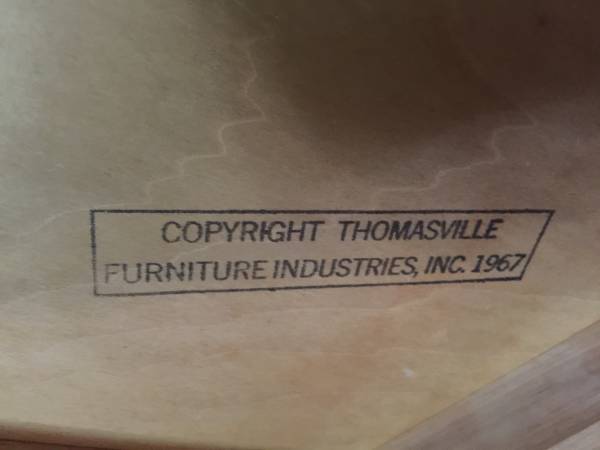 COPYRIGHT THOMASVILLE
FURNITURE INDUSTRIES, INC. 1967